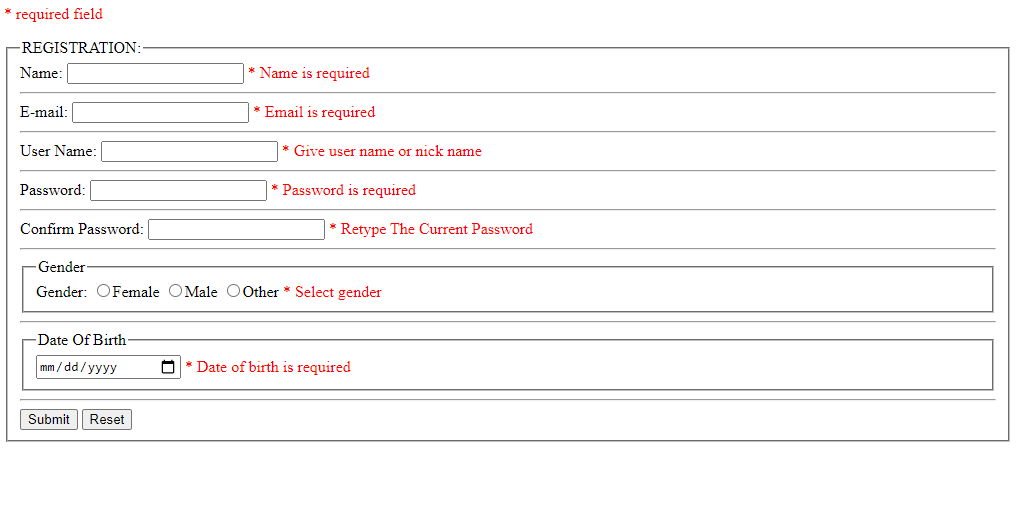 * required field
REGISTRATION:
Name: * Name is required
E-mail: * Email is required
User Name: * Give user name or nick name
Password: * Password is required
Confirm Password: * Retype The Current Password
Gender
Gender: Female Male Other * Select gender
Date Of Birth
mm/dd/yyyy * Date of birth is required
Submit Reset